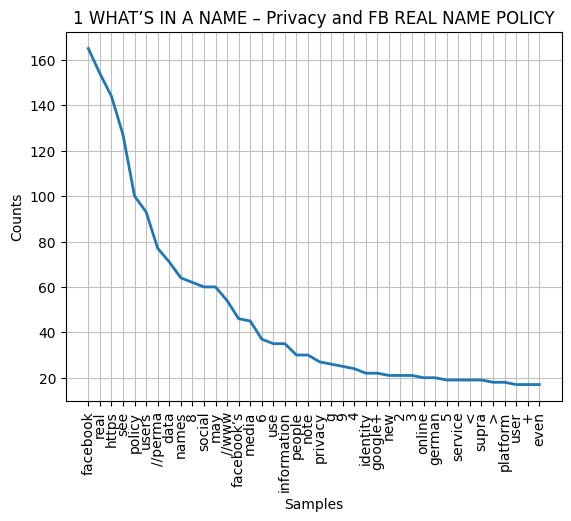 1 WHAT’S IN A NAME – Privacy and FB REAL NAME POLICY
160
140
120
100
80
60
40
20
Counts
facebook
real
https
see
policy
users
//perma
data
names
8
social
may
//www
facebook’s
media
6
use
information
people
note
privacy
g
9
4
identity
google+
new
2
3
online
german
5
service
<
supra
>
platform
user
+
even
Samples